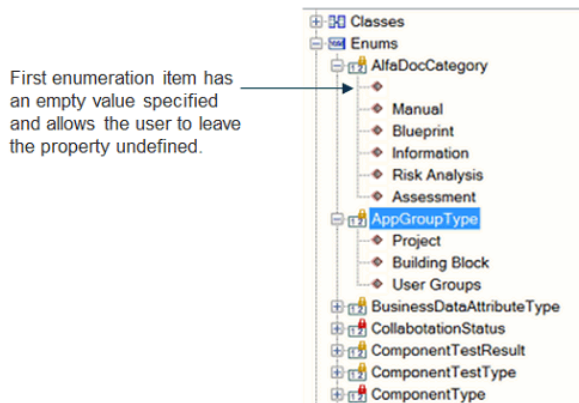 First enumeration item has
an empty value specified
and allows the user to leave
the property undefined.
Classes
Enums
AlfaDocCategory
Manual
Blueprint
Information
Risk Analysis
Assessment
AppGroupType
Project
Building Block
User Groups
BusinessDataAttributeType
CollabotationStatus
ComponentTestResult
ComponentTestType
ComponentType